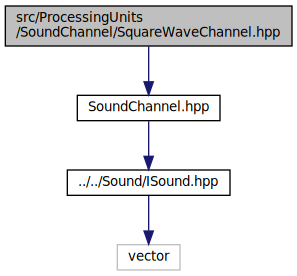 src/ProcessingUnits
/SoundChannel/SquareWaveChannel.hpp
SoundChannel.hpp
../../Sound/ISound.hpp
vector